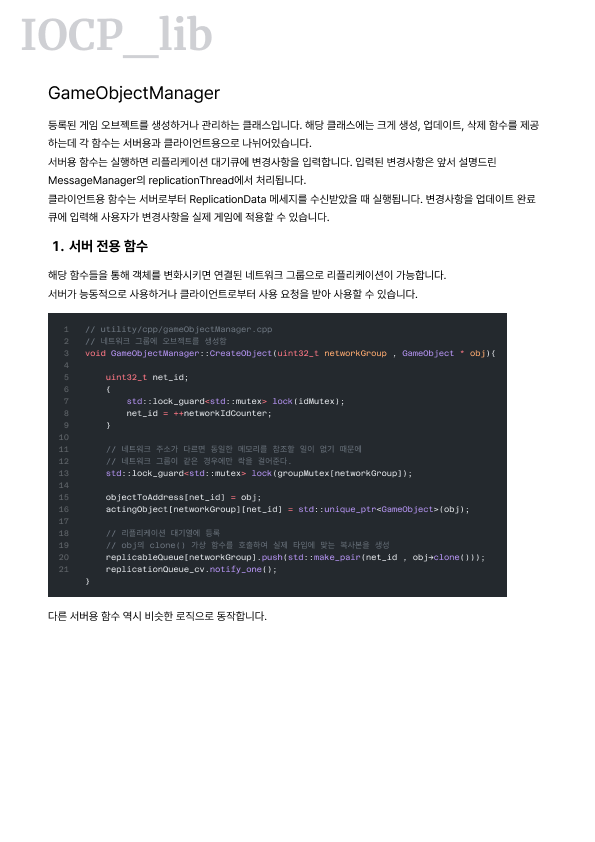 IOCP_lib
GameObjectManager
등록된 게임 오브젝트를 생성하거나 관리하는 클래스입니다. 해당 클래스에는 크게 생성, 업데이트, 삭제 함수를 제공
하는데 각 함수는 서버용과 클라이언트용으로 나뉘어있습니다.
서버용 함수는 실행하면 리플리케이션 대기큐에 변경사항을 입력합니다. 입력된 변경사항은 앞서 설명드린
MessageManager의 replicationThread에서 처리됩니다.
클라이언트용 함수는 서버로부터 ReplicationData 메세지를 수신받았을 때 실행됩니다. 변경사항을 업데이트 완료
큐에 입력해 사용자가 변경사항을 실제 게임에 적용할 수 있습니다.
1. 서버 전용 함수
해당 함수들을 통해 객체를 변화시키면 연결된 네트워크 그룹으로 리플리케이션이 가능합니다.
서버가 능동적으로 사용하거나 클라이언트로부터 사용 요청을 받아 사용할 수 있습니다.
1 // utility/cpp/gameObjectManager.cpp
2 // 네트워크 그룹에 오브젝트를 생성함
3 void GameObjectManager::CreateObject(uint32_t networkGroup , GameObject * obj){
4
5 uint32_t net_id;
6 {
7 std::lock_guard<std::mutex> lock(idMutex);
8 net_id = ++networkIdCounter;
9 }
10
11 // 네트워크 주소가 다르면 동일한 메모리를 참조할 일이 없기 때문에
12 // 네트워크 그룹이 같은 경우에만 락을 걸어준다.
13 std::lock_guard<std::mutex> lock(groupMutex[networkGroup]);
14
15 objectToAddress[net_id] = obj;
16 actingObject[networkGroup][net_id] = std::unique_ptr<GameObject>(obj);
17
18 // 리플리케이션 대기열에 등록
19 // obj의 clone() 가상 함수를 호출하여 실제 타입에 맞는 복사본을 생성
20 replicableQueue[networkGroup].push(std::make_pair(net_id , obj->clone()));
21 replicationQueue_cv.notify_one();
}
다른 서버용 함수 역시 비슷한 로직으로 동작합니다.